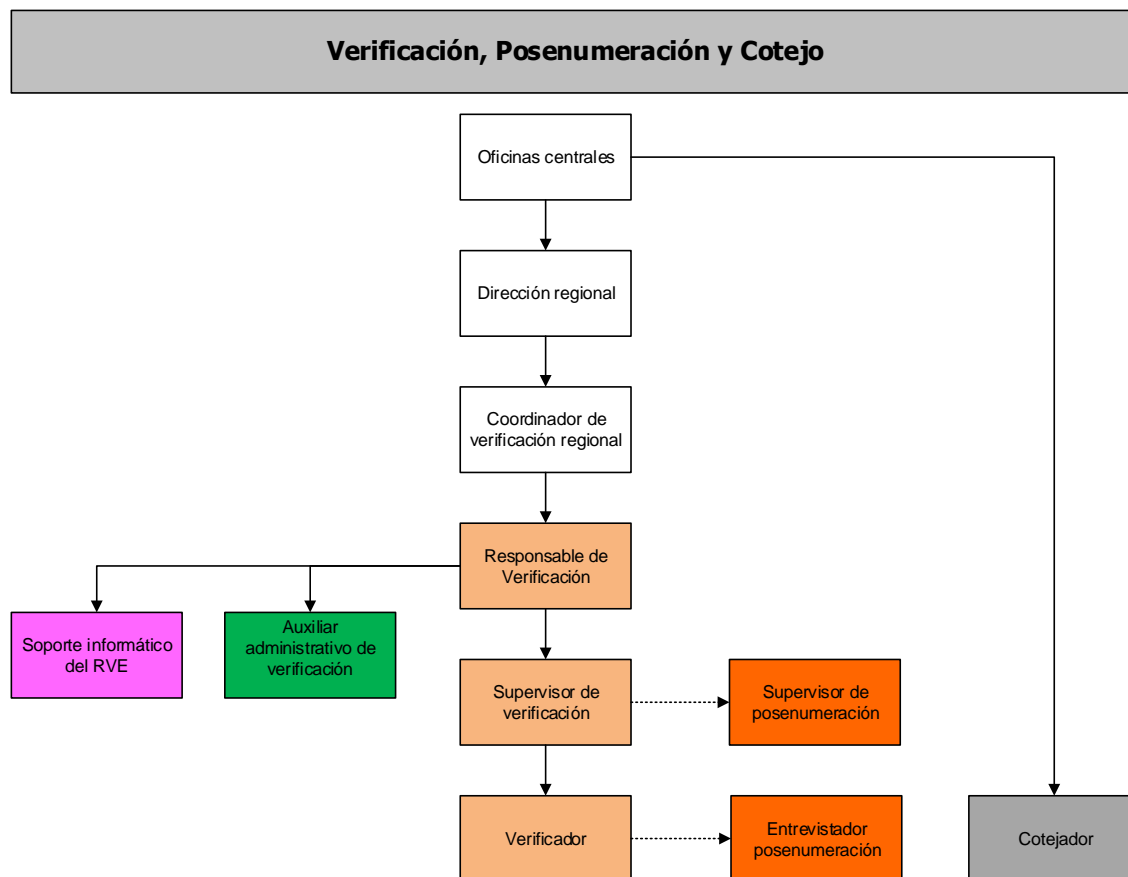 Verificación, Posenumeración y Cotejo
Oficinas centrales
Dirección regional
Coordinador de
verificación regional
Responsable de
Verificación
Soporte informático
del RVE
Auxiliar
administrativo de
verificación
Supervisor de
verificación
Supervisor de
posenumeración
Verificador
Entrevistador
posenumeración
Cotejador